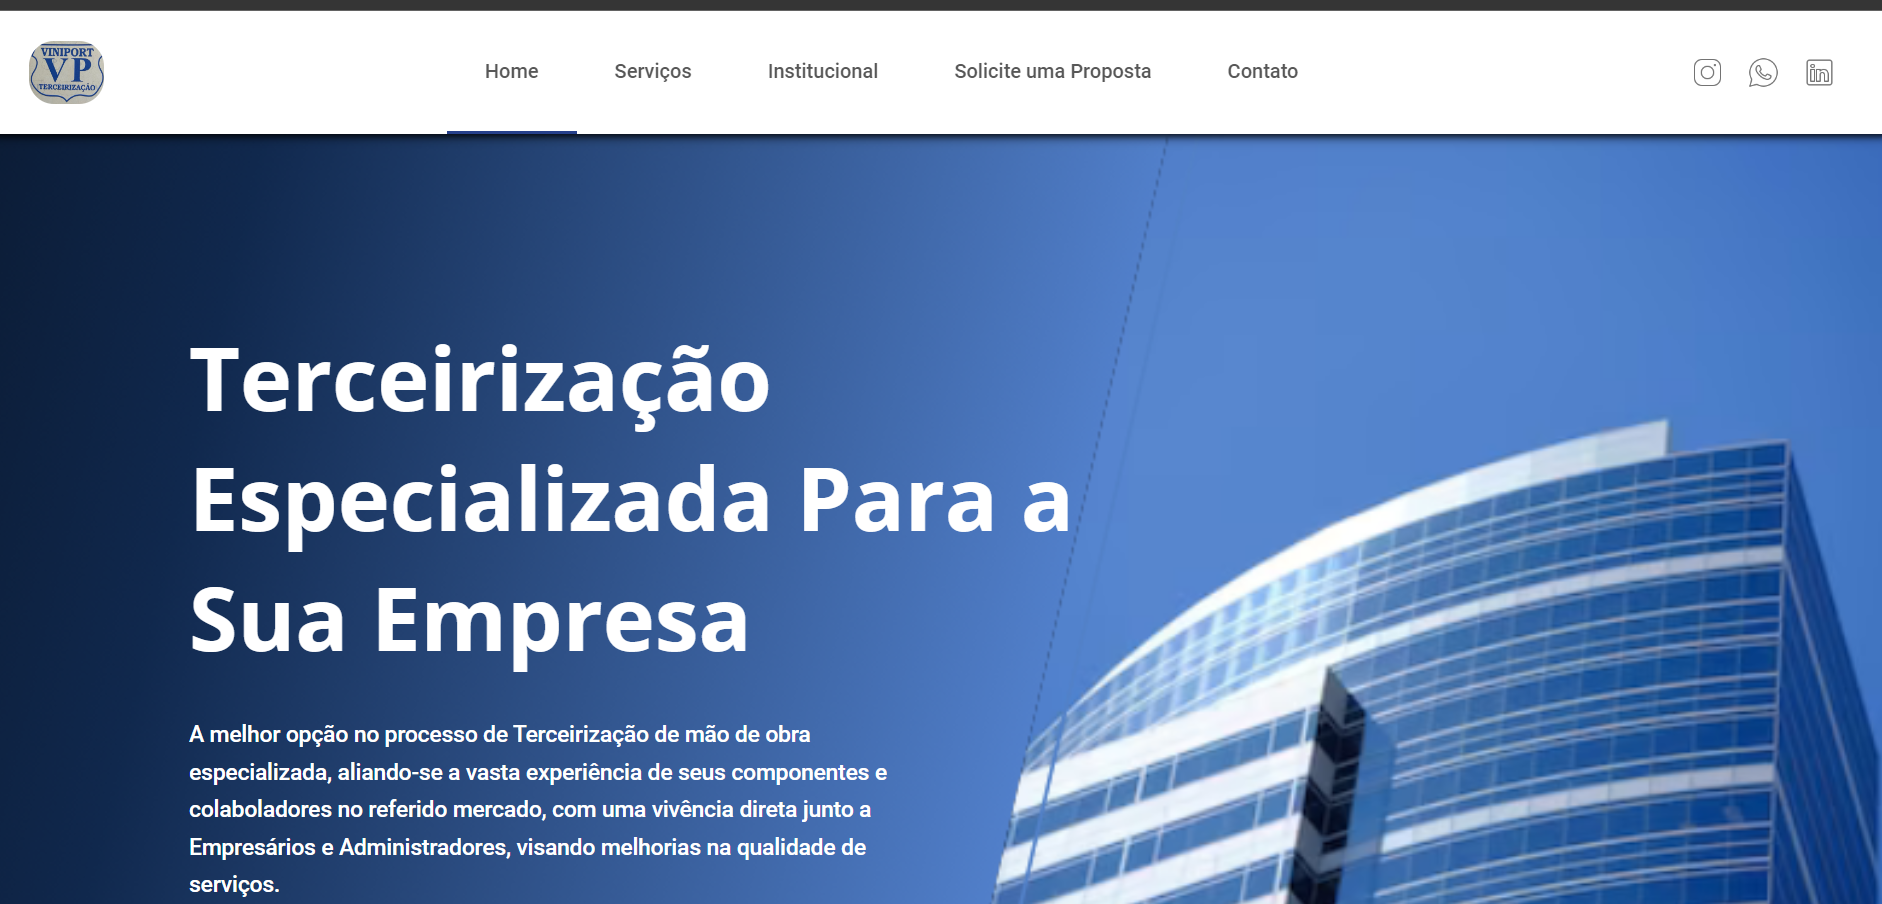 VINIPORT
VP
TERCEIRIZAÇÃO
Home
Serviços
Institucional
Solicite uma Proposta
Contato
in
Terceirização
Especializada Para a
Sua Empresa
A melhor opção no processo de Terceirização de mão de obra
especializada, aliando-se a vasta experiência de seus componentes e
colaboladores no referido mercado, com uma vivência direta junto a
Empresários e Administradores, visando melhorias na qualidade de
serviços.